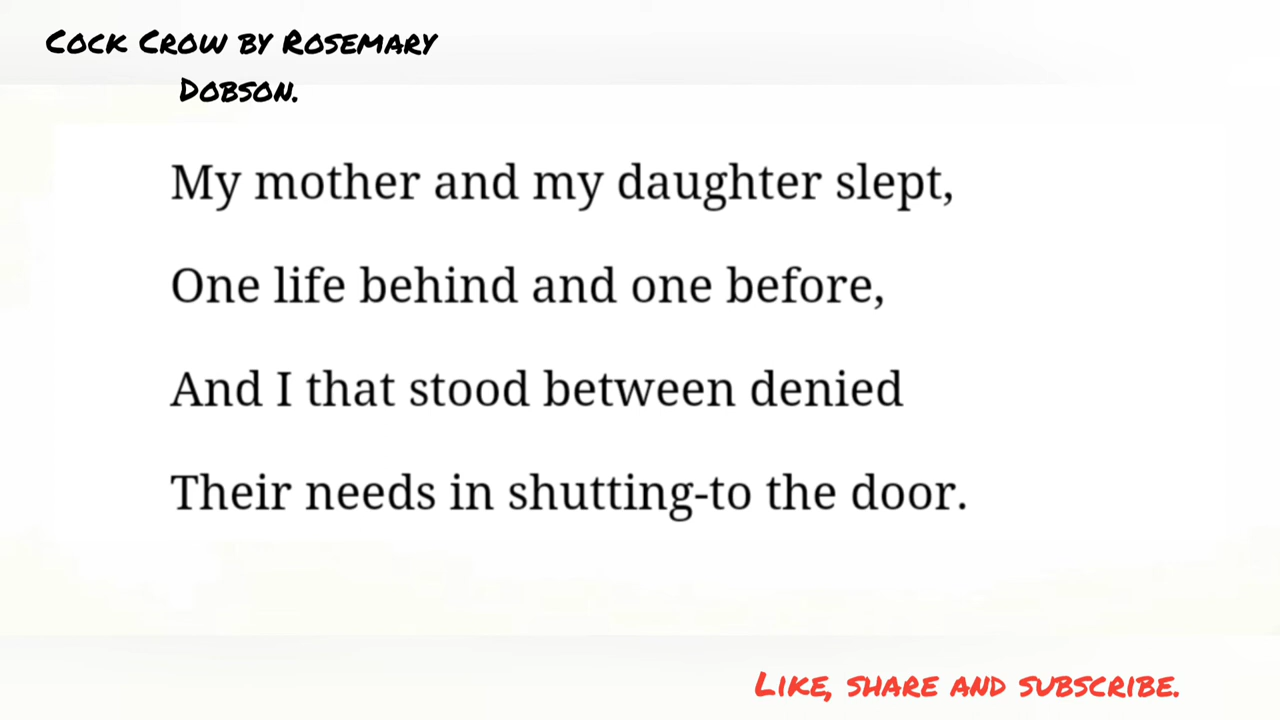 Cock Crow by Rosemary
Dobson.
My mother and my daughter slept,
One life behind and one before,
And I that stood between denied
Their needs in shutting-to the door.
Like, share and subscribe.